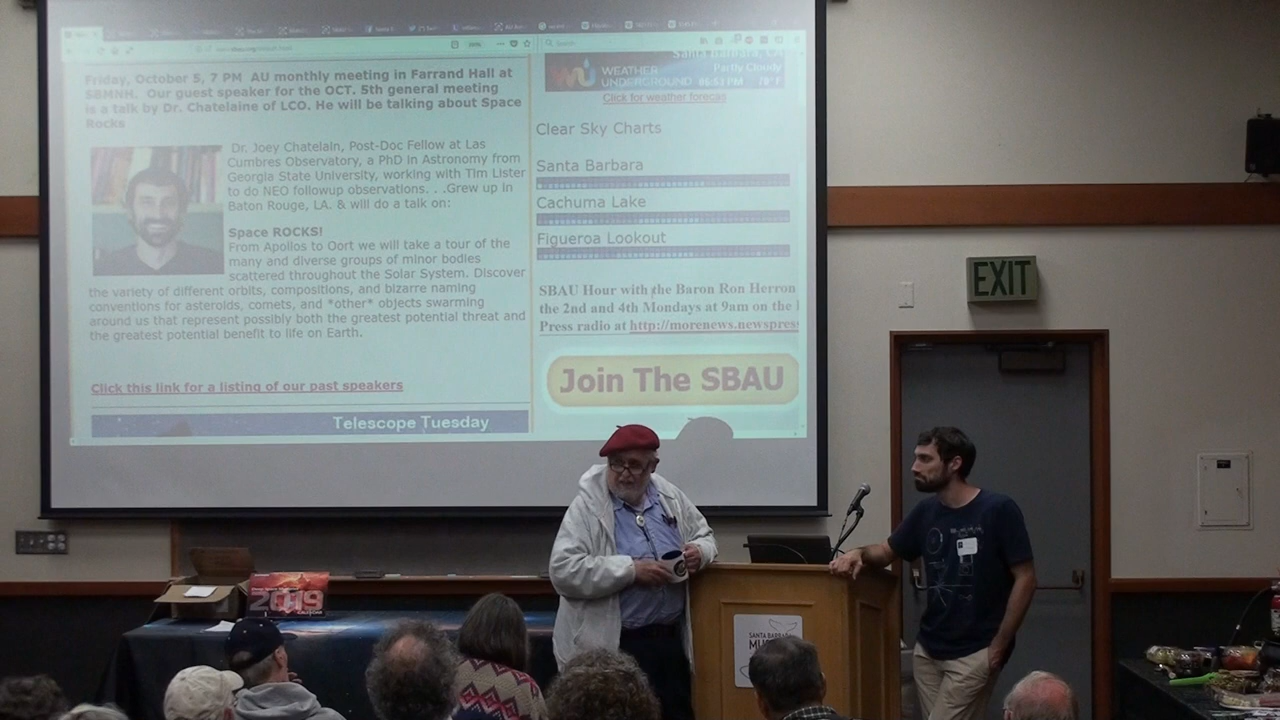 Friday, October 5, 7 PM AU monthly meeting in Farrand Hall at
SBMNH. Our guest speaker for the OCT. 5th general meeting
is a talk by Dr. Chatelaine of LCO. He will be talking about Space
Rocks
Dr. Joey Chatelain, Post-Doc Fellow at Las
Cumbres Observatory, a PhD in Astronomy from
Georgia State University, working with Tim Lister
to do NEO followup observations. . .Grew up in
Baton Rouge, LA. & will do a talk on:
Space ROCKS!
From Apollos to Oort we will take a tour of the
many and diverse groups of minor bodies
scattered throughout the Solar System. Discover
the variety of different orbits, compositions, and bizarre naming
conventions for asteroids, comets, and *other* objects swarming
around us that represent possibly both the greatest potential threat and
the greatest potential benefit to life on Earth.
Click this link for a listing of our past speakers
Telescope Tuesday
Search
Santa Barbara
WEATHER Partly Cloudy
UNDERGROUND
Click for weather forecas
Clear Sky Charts
Santa Barbara
Cachuma Lake
Figueroa Lookout
SBAU Hour with the Baron Ron Herron
the 2nd and 4th Mondays at 9am on the
Press radio at http://morenews.newspress
Join The SBAU
EXIT
2019
CALENDAR
SANTA BARBARA